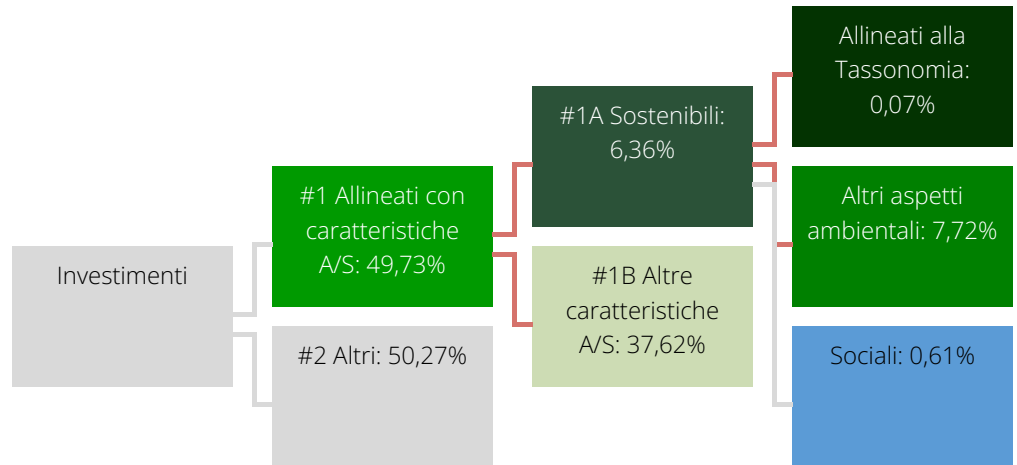 Investimenti
#1 Allineati con
caratteristiche
A/S: 49,73%
#2 Altri: 50,27%
#1A Sostenibili:
6,36%
#1B Altre
caratteristiche
A/S: 37,62%
Allineati alla
Tassonomia:
0,07%
Altri aspetti
ambientali: 7,72%
Sociali: 0,61%